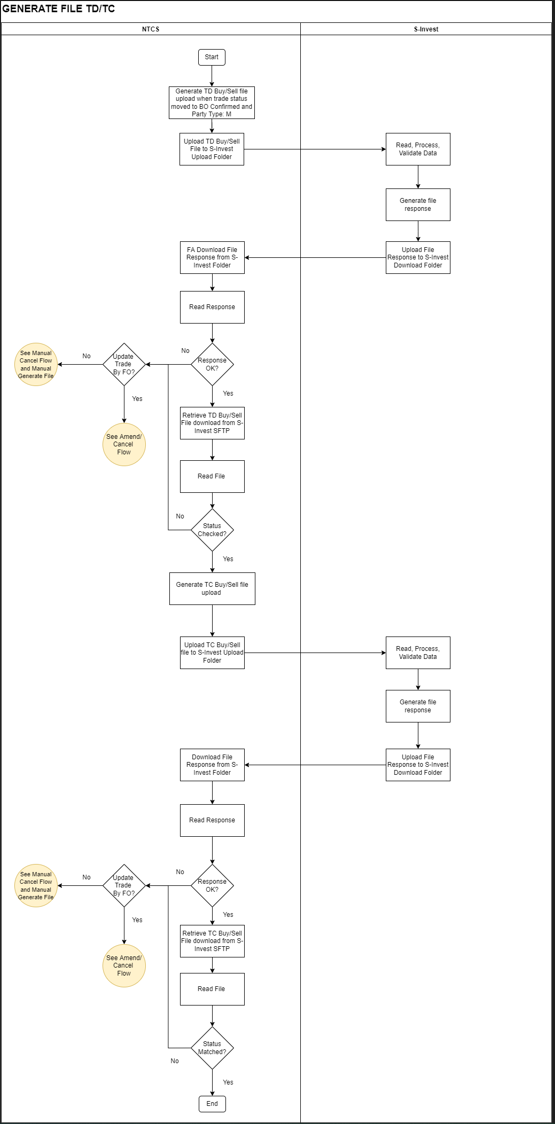 GENERATE FILE TD/TC
NTCS
S-Invest
Start
Generate TD Buy/Sell file
upload when trade status
moved to BO Confirmed and
Party Type: M
Upload TD Buy/Sell
File to S-Invest
Upload Folder
Read, Process,
Validate Data
Generate file
response
FA Download File
Response from S-
Invest Folder
Upload File
Response to S-Invest
Download Folder
Read Response
See Manual
Cancel Flow
and Manual
Generate File
No
Update
Trade
By FO?
No
Response
OK?
Yes
Yes
Retrieve TD Buy/Sell
File download from S-
Invest SFTP
See Amend/
Cancel
Flow
Read File
No
Status
Checked?
Yes
Generate TC Buy/Sell file
upload
Upload TC Buy/Sell
file to S-Invest Upload
Folder
Read, Process,
Validate Data
Generate file
response
Download File
Response from S-
Invest Folder
Upload File
Response to S-Invest
Download Folder
Read Response
See Manual
Cancel Flow
and Manual
Generate File
No
Update
Trade
By FO?
No
Response
OK?
Yes
Yes
Retrieve TC Buy/Sell
File download from S-
Invest SFTP
See Amend/
Cancel
Flow
Read File
Status
Matched?
No
Yes
End